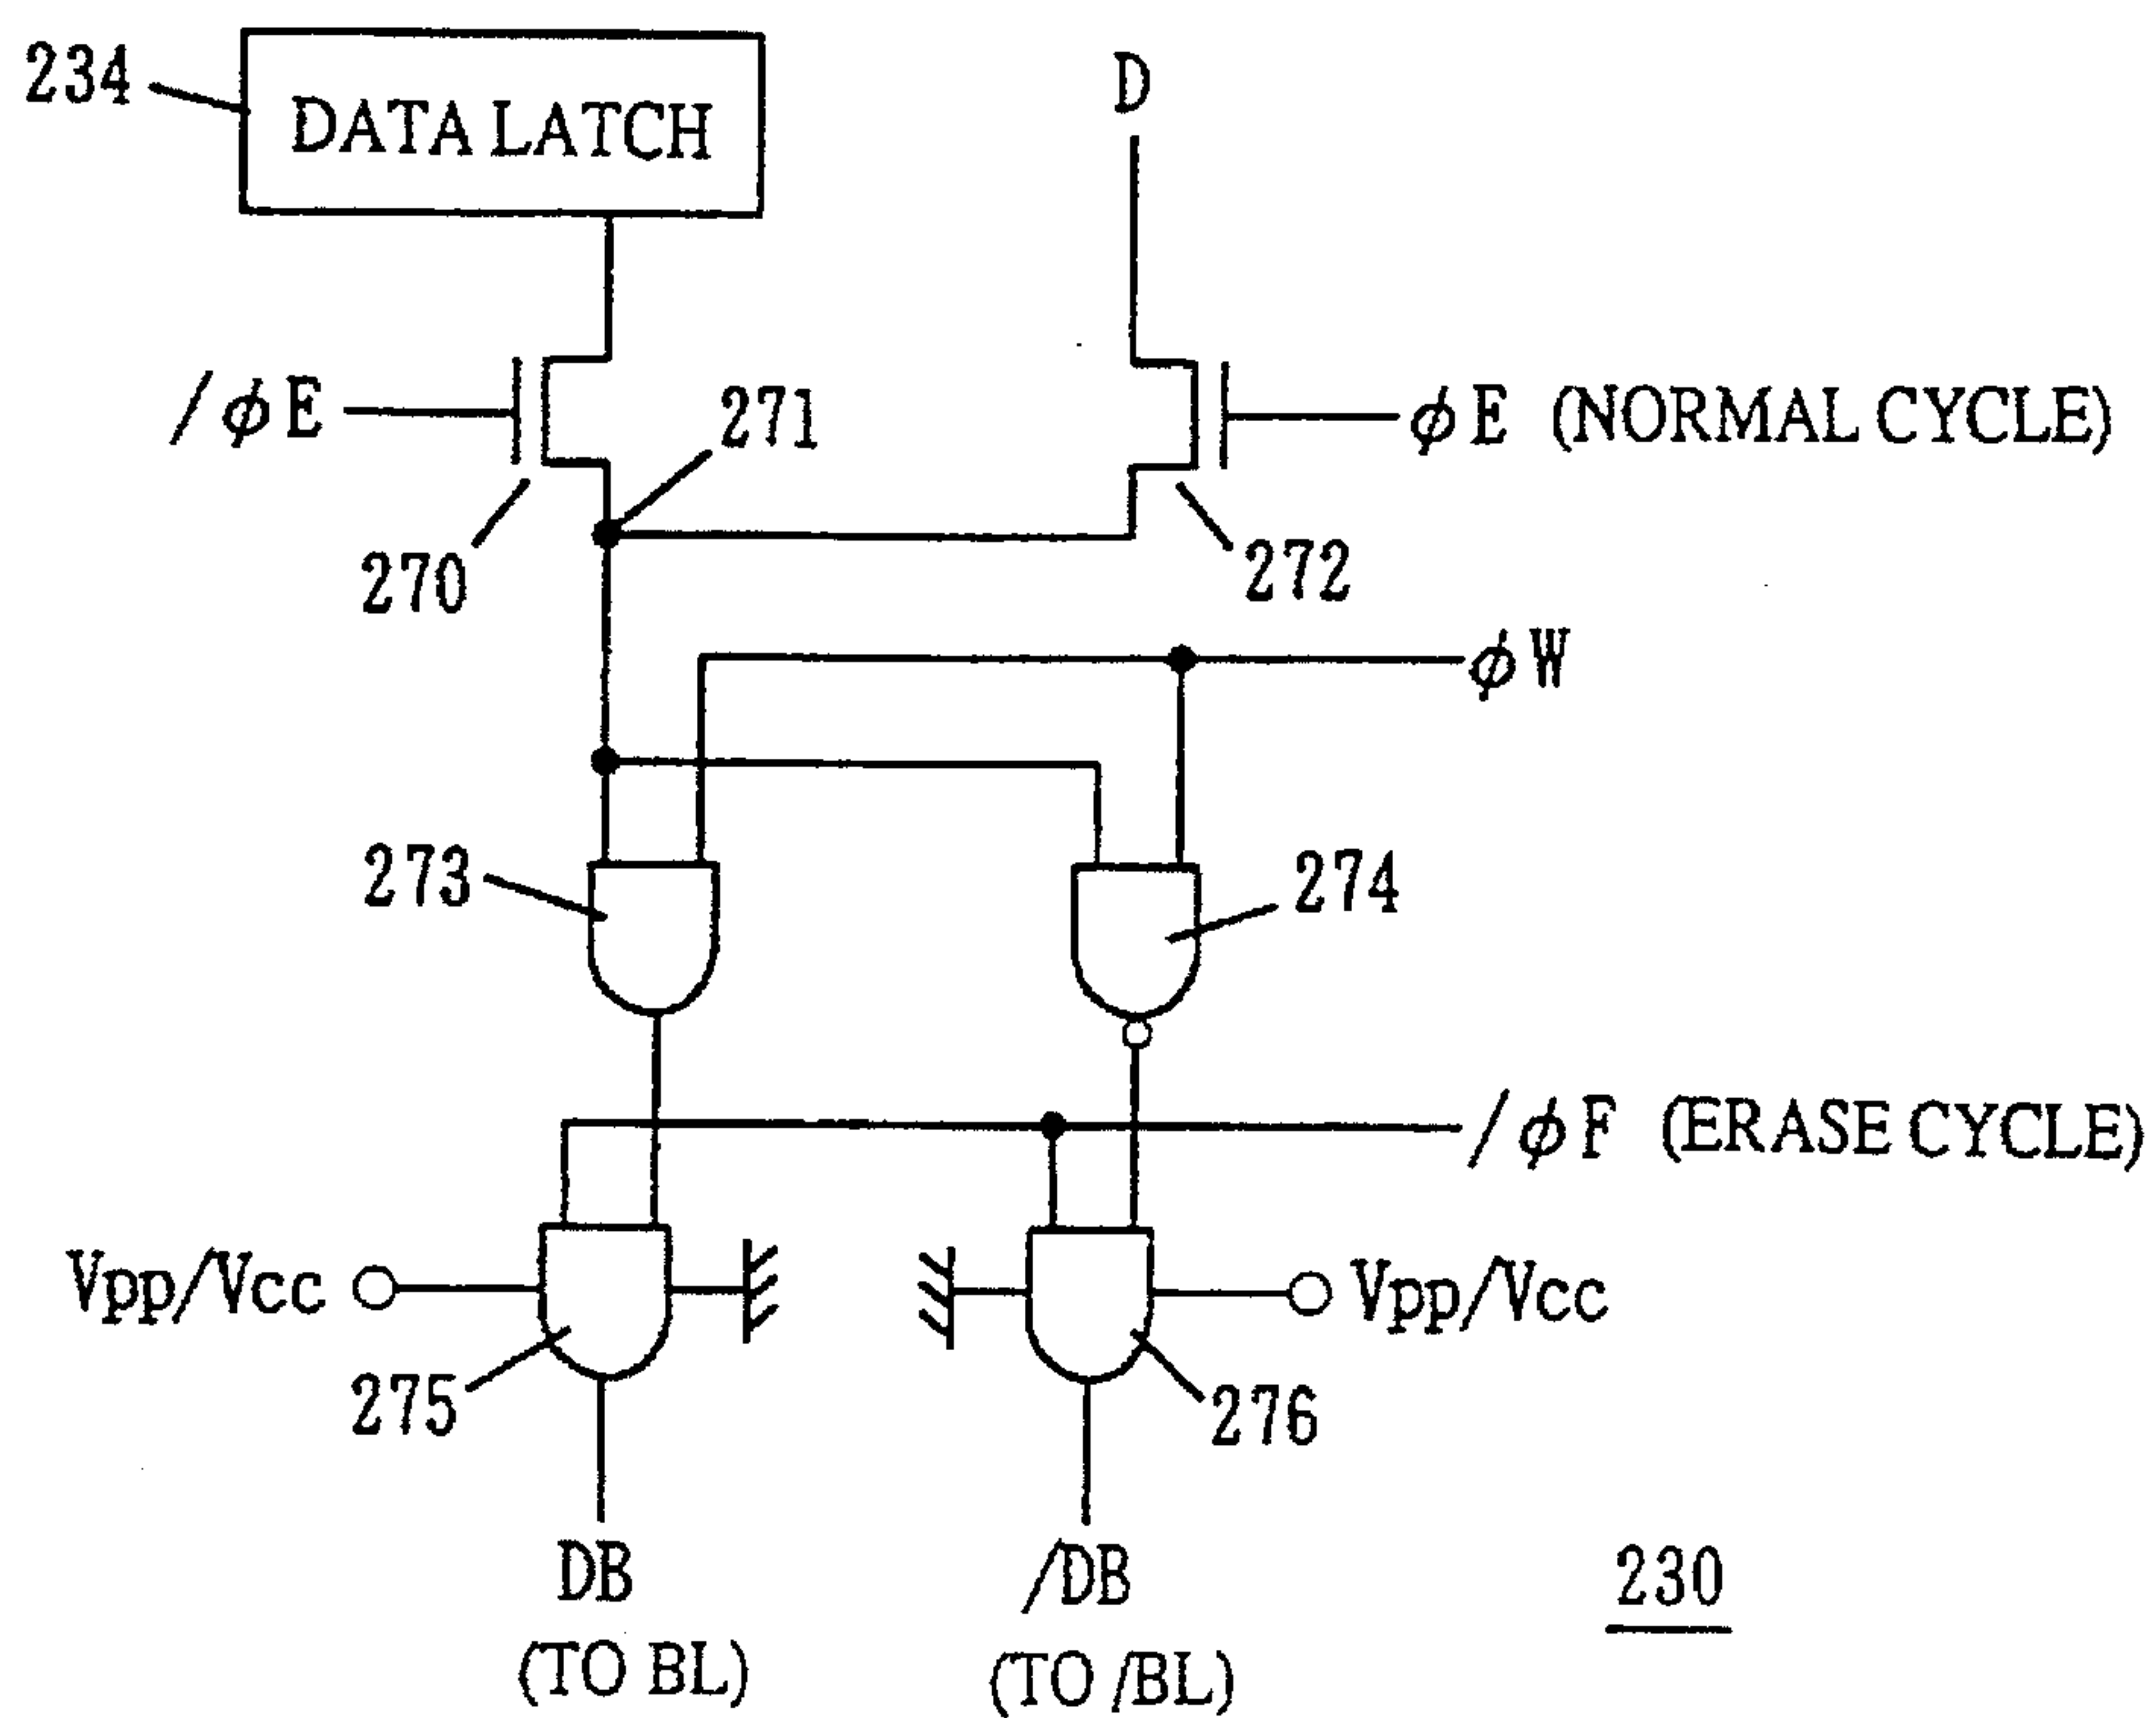 234
DATA LATCH
D
/φE
271
φE (NORMAL CYCLE)
270
272
φW
273
274
/φF (ERASE CYCLE)
Vpp/Vcc
Vpp/Vcc
275
276
DB
(TO BL)
/DB
(TO /BL)
230